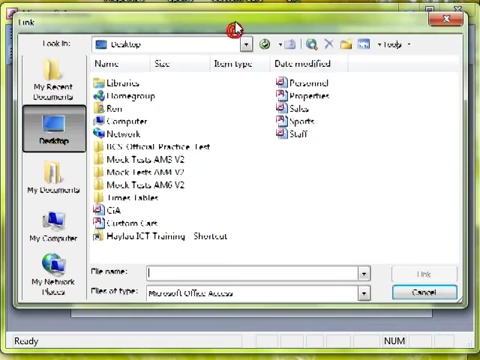 Link
Look in: Desktop Tools
Name Size Item type Date modified
My Recent Documents
Desktop
My Documents
My Computer
My Network Places
Libraries
Homegroup
Ron
Computer
Network
BCS Official Practice Test
Mock Tests AM3 V2
Mock Tests AM4 V2
Mock Tests AM6 V2
Times Tables
CiA
Custom Cars
Haylau ICT Training - Shortcut
Personnel
Properties
Sales
Sports
Staff
File name: Link
Files of type: Microsoft Office Access Cancel
Ready NUM